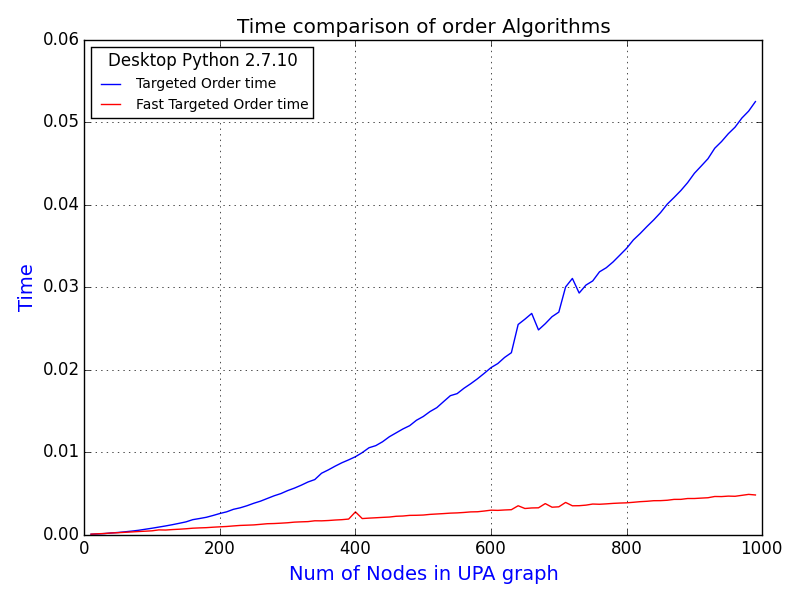 Time comparison of order Algorithms
Desktop Python 2.7.10
Targeted Order time
Fast Targeted Order time
0.06
0.05
0.04
0.03
0.02
0.01
0.00
Time
0 200 400 600 800 1000
Num of Nodes in UPA graph